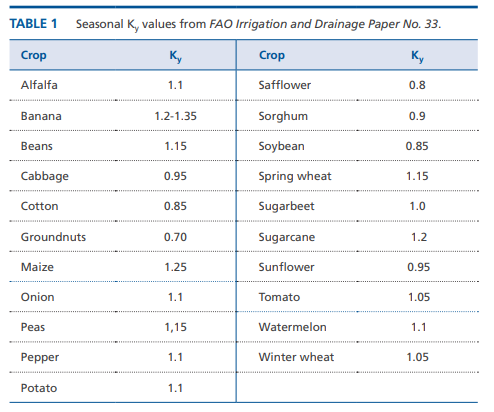 TABLE 1 Seasonal Ky values from FAO Irrigation and Drainage Paper No. 33.
Crop Ky Crop Ky
Alfalfa 1.1 Safflower 0.8
Banana 1.2-1.35 Sorghum 0.9
Beans 1.15 Soybean 0.85
Cabbage 0.95 Spring wheat 1.15
Cotton 0.85 Sugarbeet 1.0
Groundnuts 0.70 Sugarcane 1.2
Maize 1.25 Sunflower 0.95
Onion 1.1 Tomato 1.05
Peas 1,15 Watermelon 1.1
Pepper 1.1 Winter wheat 1.05
Potato 1.1